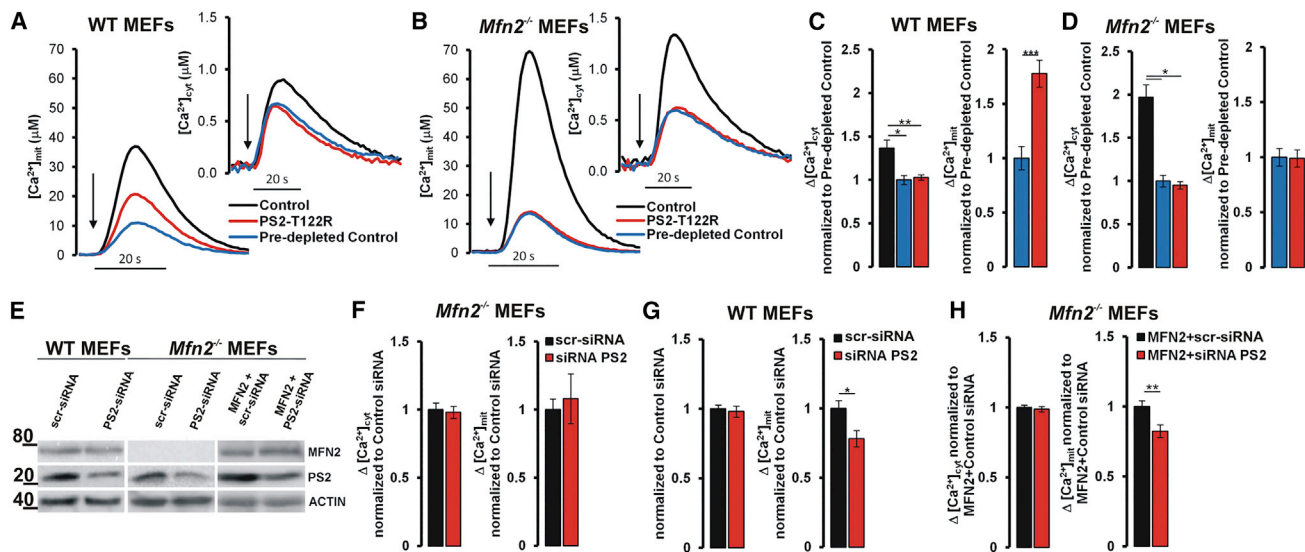 A
WT MEFs
[Ca²⁺]mit (μM)
70
60
50
40
30
20
10
0
20 s
[Ca²⁺]cyt (μM)
1.5
1.0
0.5
0.0
20 s
Control
PS2-T122R
Pre-depleted Control
B
Mfn2-/- MEFs
[Ca²⁺]mit (μM)
70
60
50
40
30
20
10
0
20 s
[Ca²⁺]cyt (μM)
1.5
1.0
0.5
0.0
20 s
Control
PS2-T122R
Pre-depleted Control
C
WT MEFs
Δ[Ca²⁺]cyt
normalized to Pre-depleted Control
2.5
2
1.5
1
0.5
0
*
**
Δ[Ca²⁺]mit
normalized to Pre-depleted Control
2
1.5
1
0.5
0
***
D
Mfn2-/- MEFs
Δ[Ca²⁺]cyt
normalized to Pre-depleted Control
2.5
2
1.5
1
0.5
0
*
Δ[Ca²⁺]mit
normalized to Pre-depleted Control
2
1.5
1
0.5
0
E
WT MEFs
Mfn2-/- MEFs
scr-siRNA
PS2-siRNA
scr-siRNA
PS2-siRNA
MFN2 +
scr-siRNA
MFN2 +
PS2-siRNA
80
20
40
MFN2
PS2
ACTIN
F
Mfn2-/- MEFs
Δ [Ca²⁺]cyt
normalized to Control siRNA
1.5
1
0.5
0
Δ [Ca²⁺]mit
normalized to Control siRNA
1.5
1
0.5
0
scr-siRNA
siRNA PS2
G
WT MEFs
Δ [Ca²⁺]cyt
normalized to Control siRNA
1.5
1
0.5
0
Δ [Ca²⁺]mit
normalized to Control siRNA
1.5
1
0.5
0
scr-siRNA
siRNA PS2
*
H
Mfn2-/- MEFs
Δ [Ca²⁺]cyt normalized to
MFN2+Control siRNA
1.5
1
0.5
0
Δ [Ca²⁺]mit normalized to
MFN2+Control siRNA
1.5
1
0.5
0
MFN2+scr-siRNA
MFN2+siRNA PS2
**